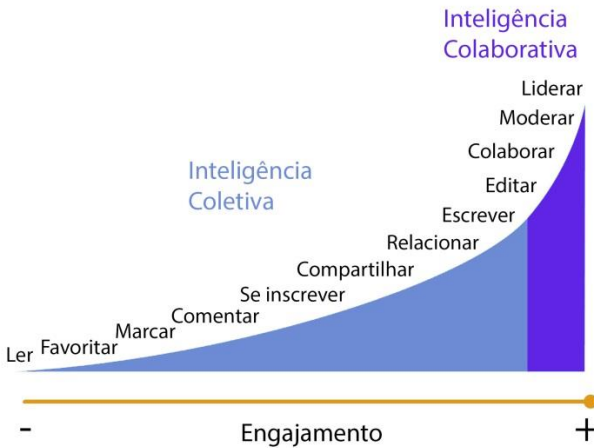 Inteligência
Colaborativa
Liderar
Moderar
Colaborar
Inteligência
Coletiva
Editar
Escrever
Relacionar
Compartilhar
Se inscrever
Comentar
Marcar
Favoritar
Ler
-
Engajamento
+